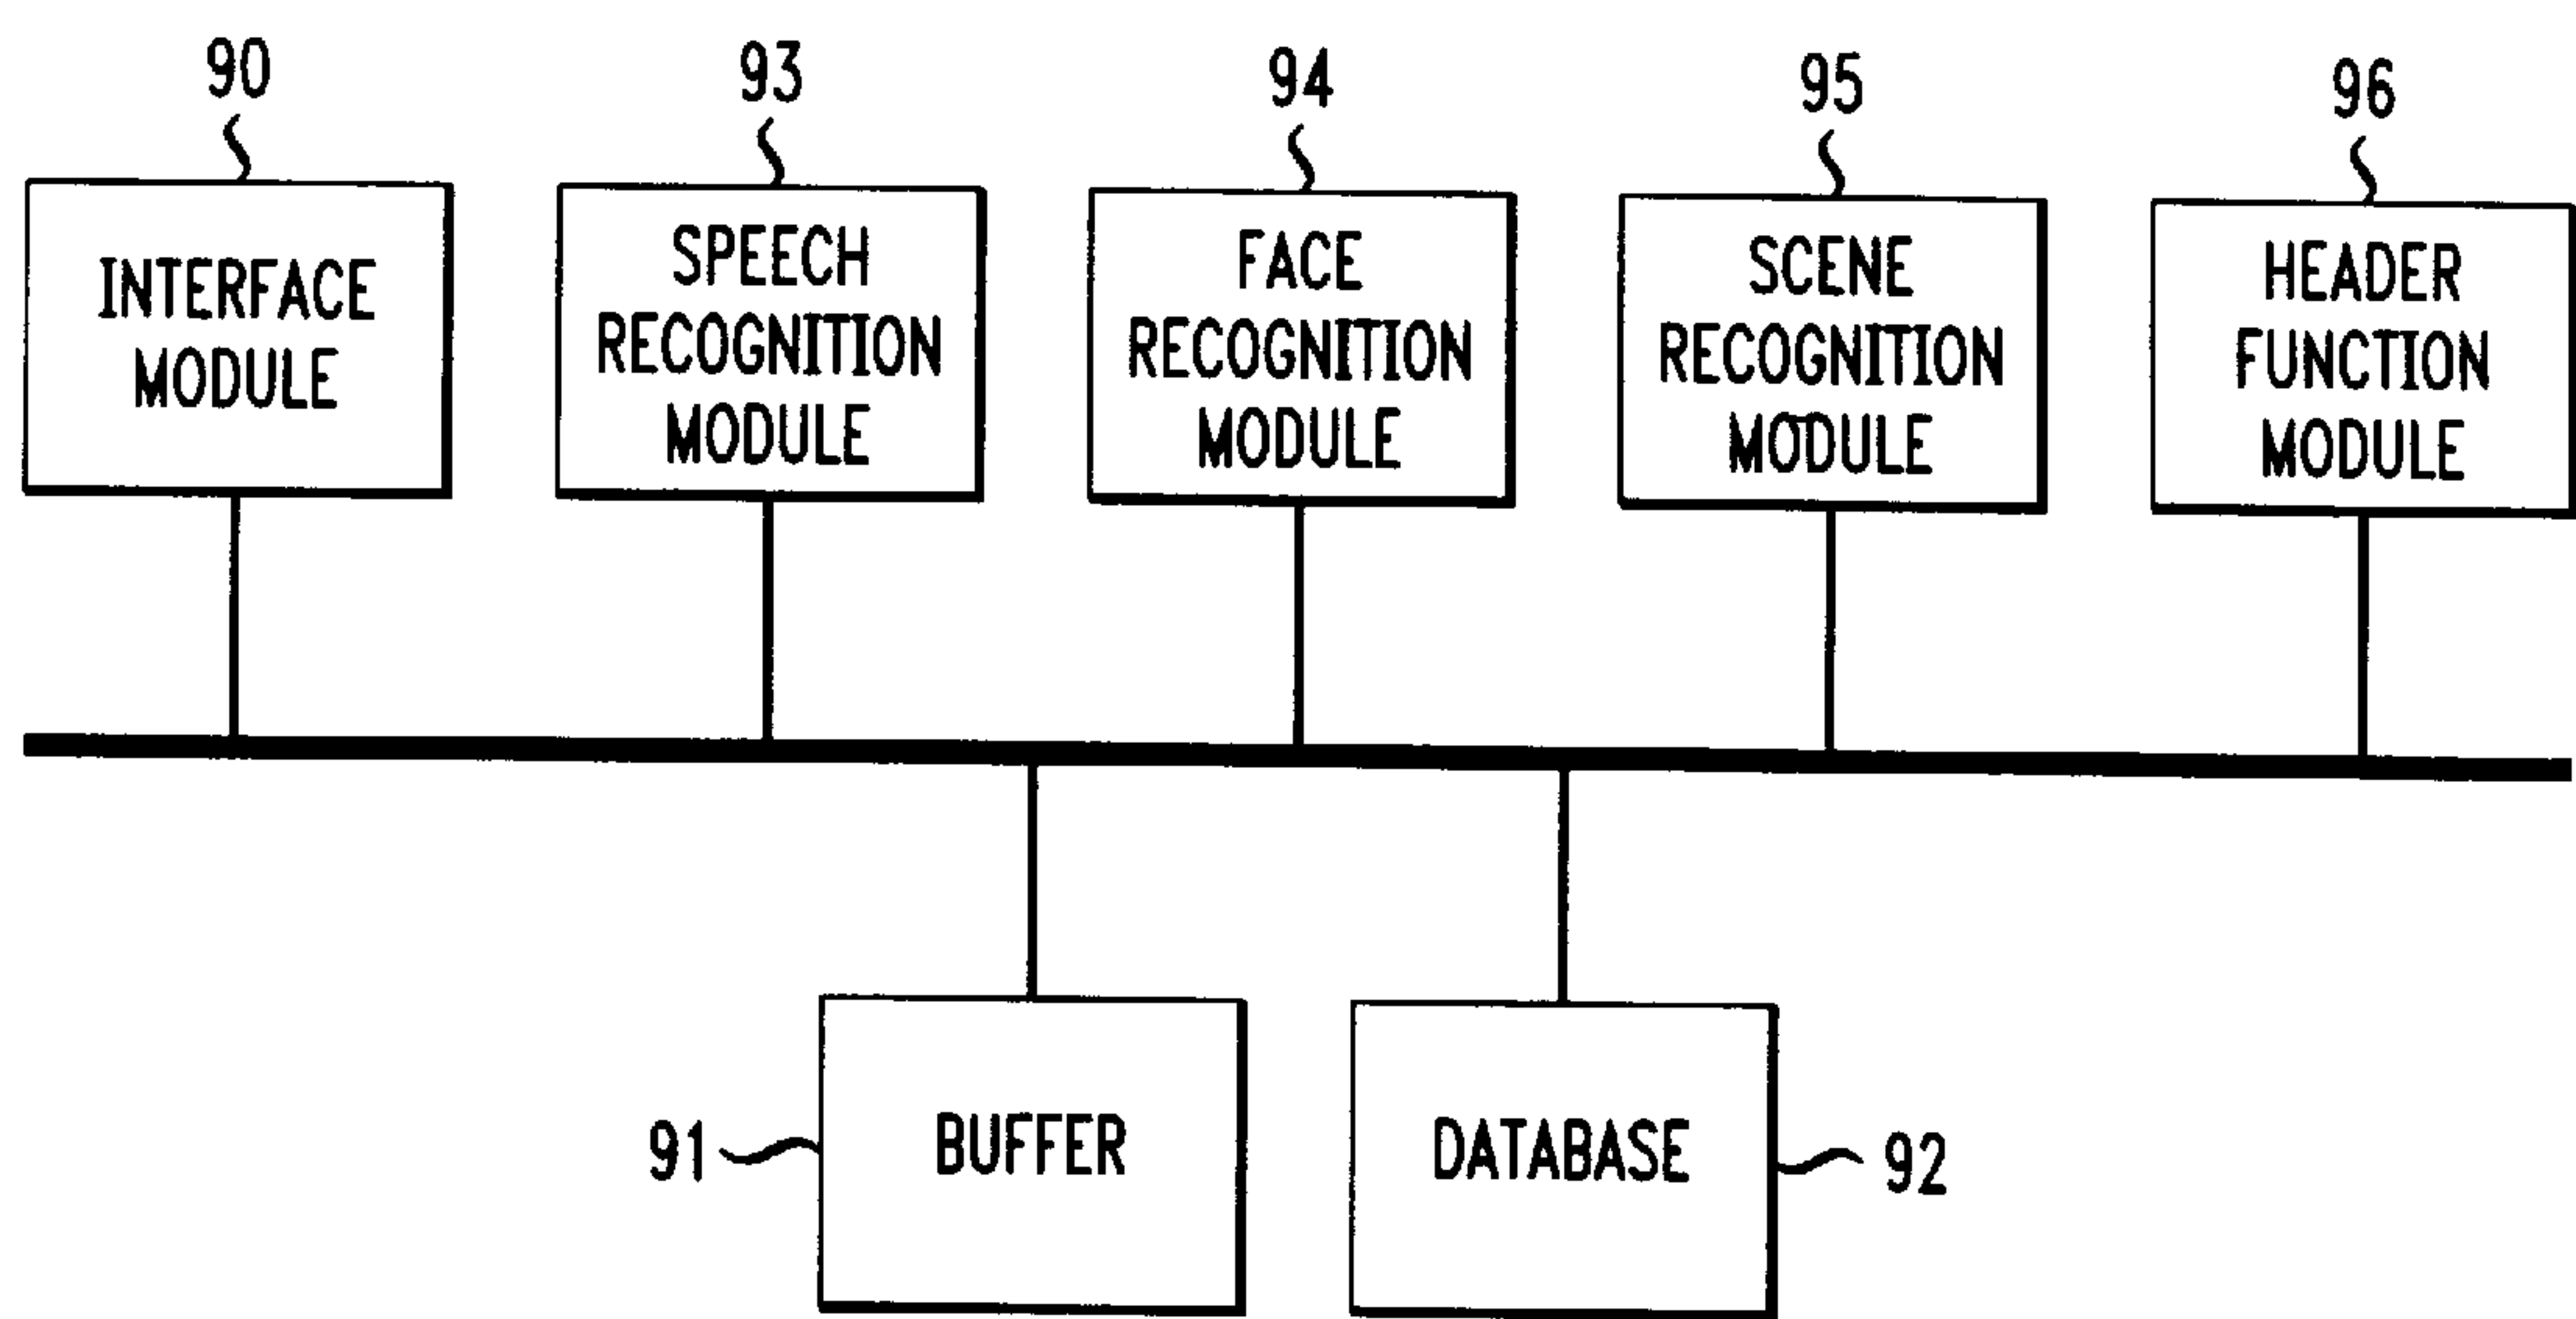 90
93
94
95
96
INTERFACE
MODULE
SPEECH
RECOGNITION
MODULE
FACE
RECOGNITION
MODULE
SCENE
RECOGNITION
MODULE
HEADER
FUNCTION
MODULE
91
BUFFER
DATABASE
92